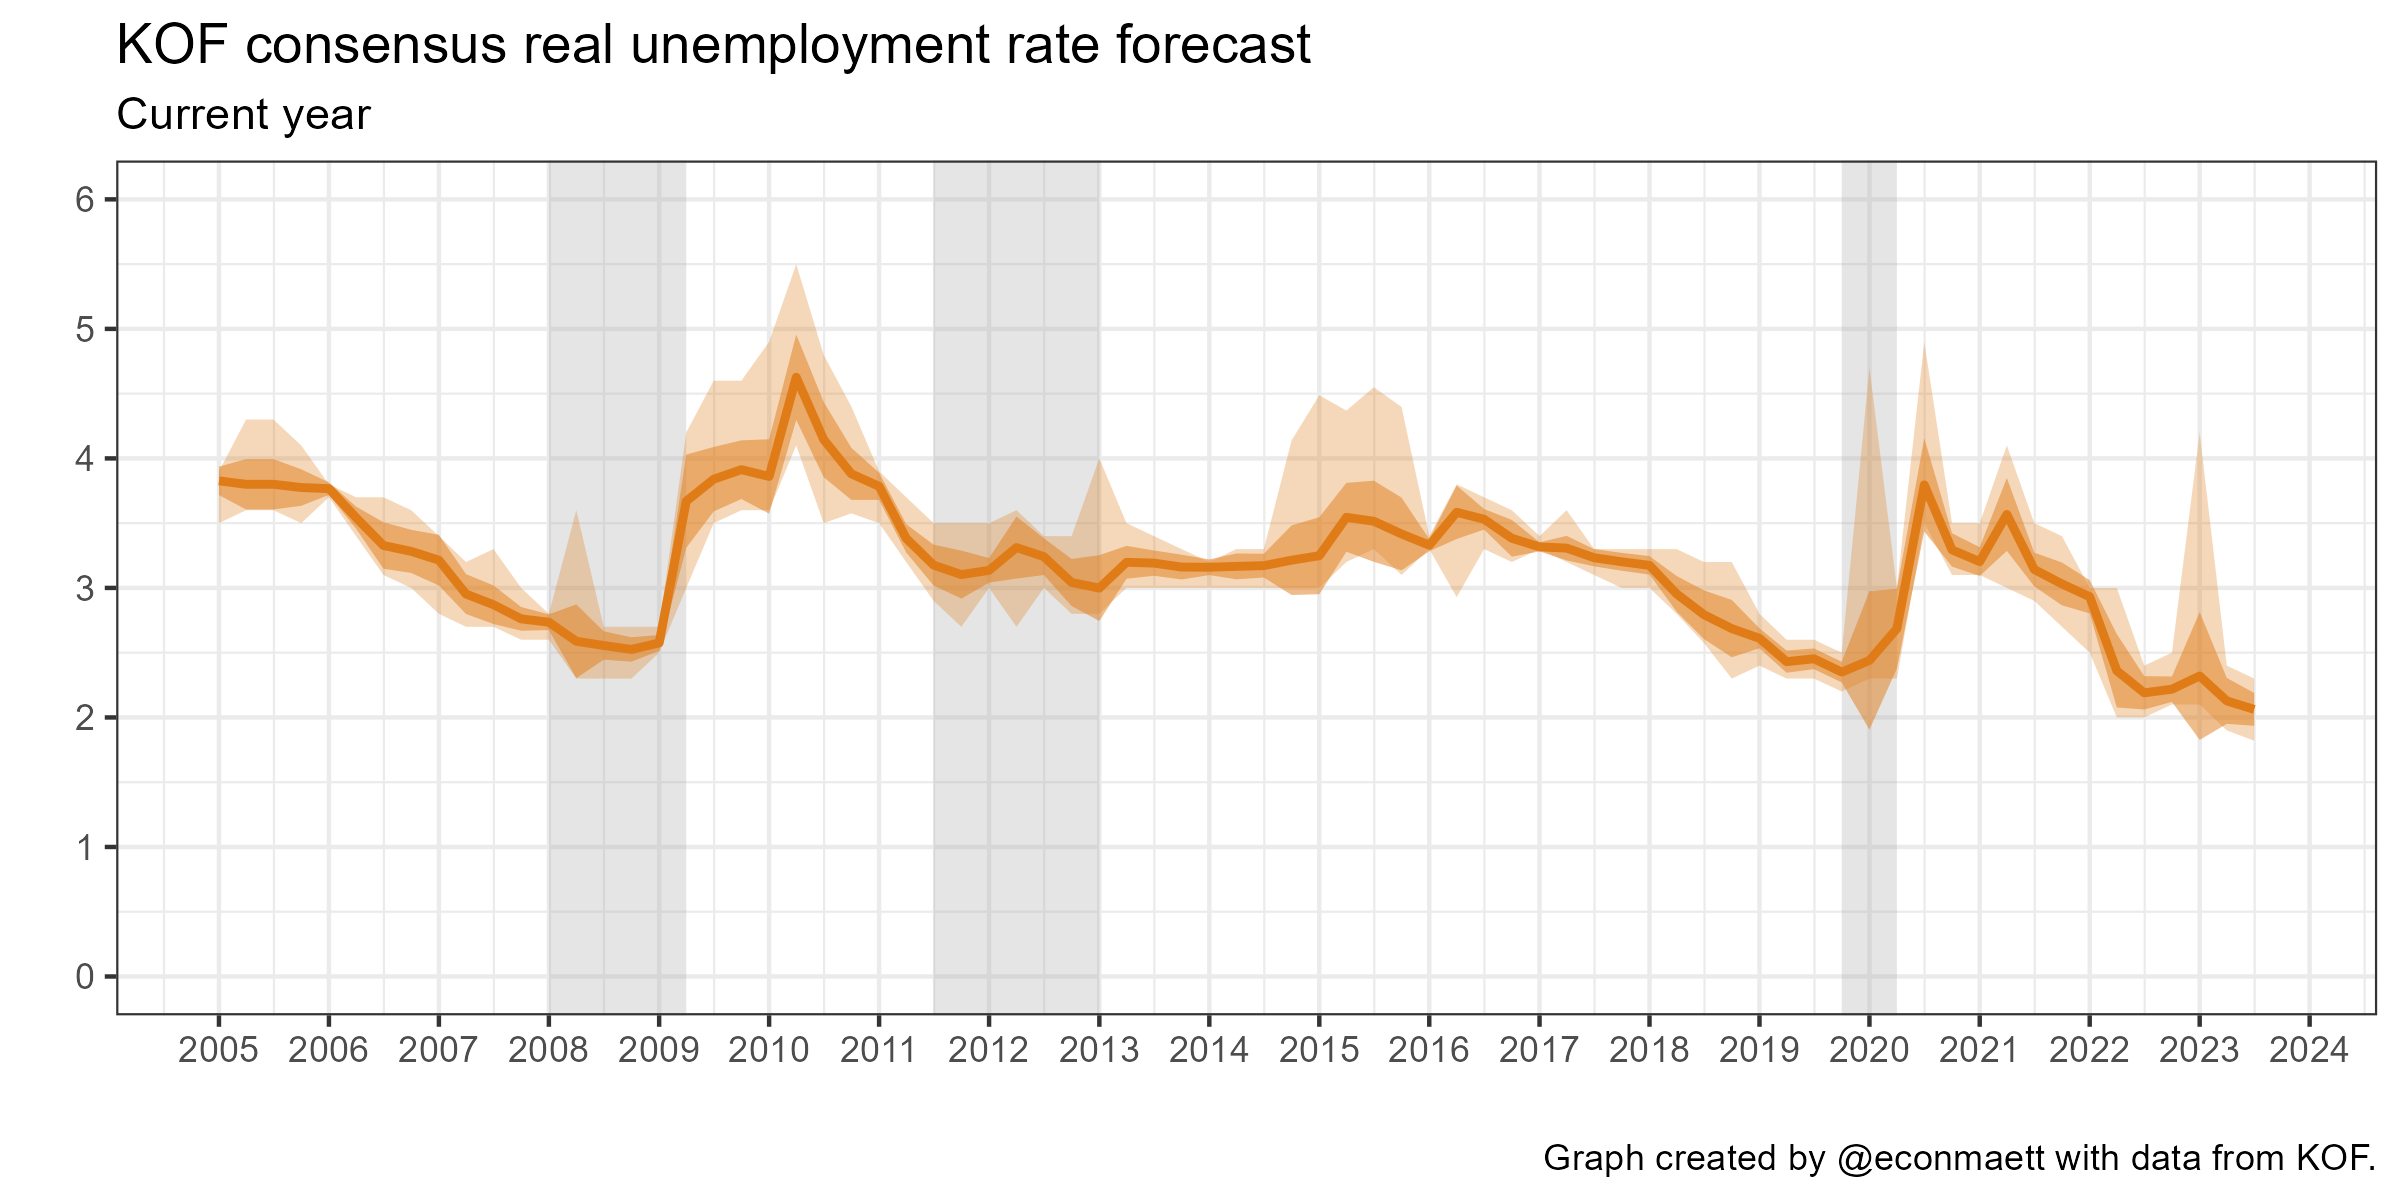 KOF consensus real unemployment rate forecast
Current year
6
5
4
3
2
1
0
2005 2006 2007 2008 2009 2010 2011 2012 2013 2014 2015 2016 2017 2018 2019 2020 2021 2022 2023 2024
Graph created by @econmaett with data from KOF.